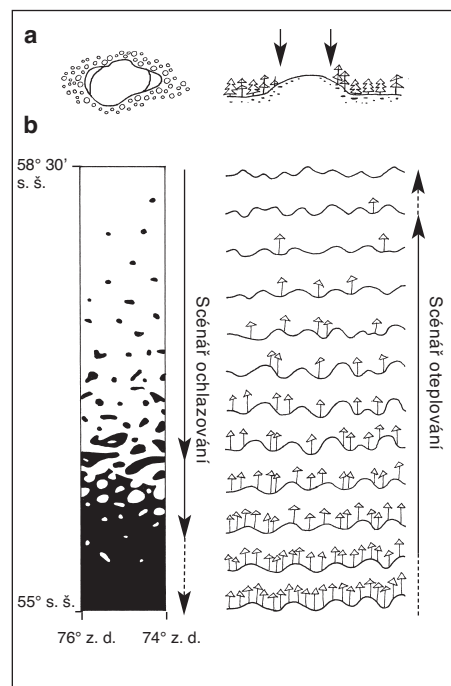 a
b
58° 30’
s. š.
Scénář ochlazování
Scénář oteplování
55° s. š.
76° z. d. 74° z. d.